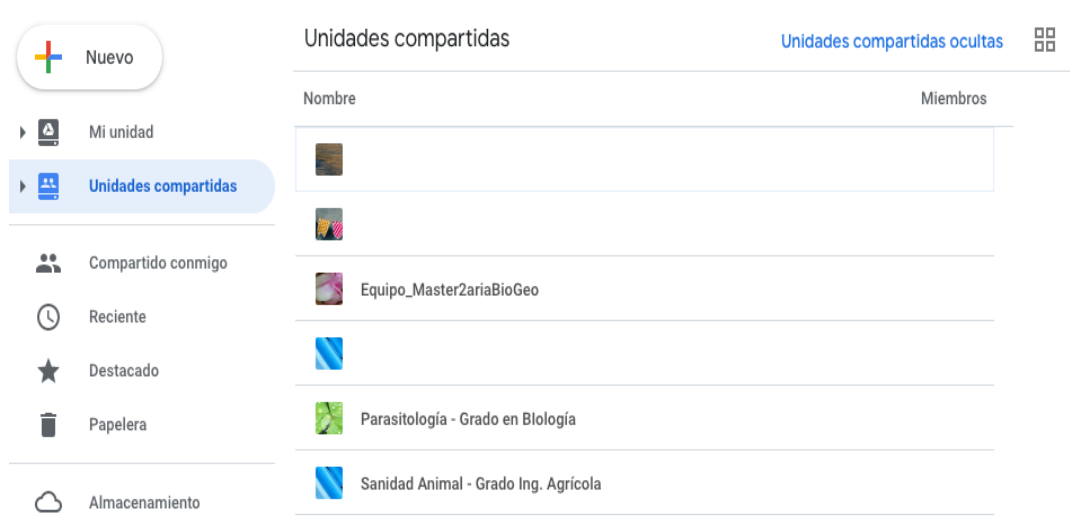 Nuevo
Mi unidad
Unidades compartidas
Compartido conmigo
Reciente
Destacado
Papelera
Almacenamiento
Unidades compartidas
Unidades compartidas ocultas
Nombre
Miembros
Equipo_Master2ariaBioGeo
Parasitología - Grado en BIología
Sanidad Animal - Grado Ing. Agrícola